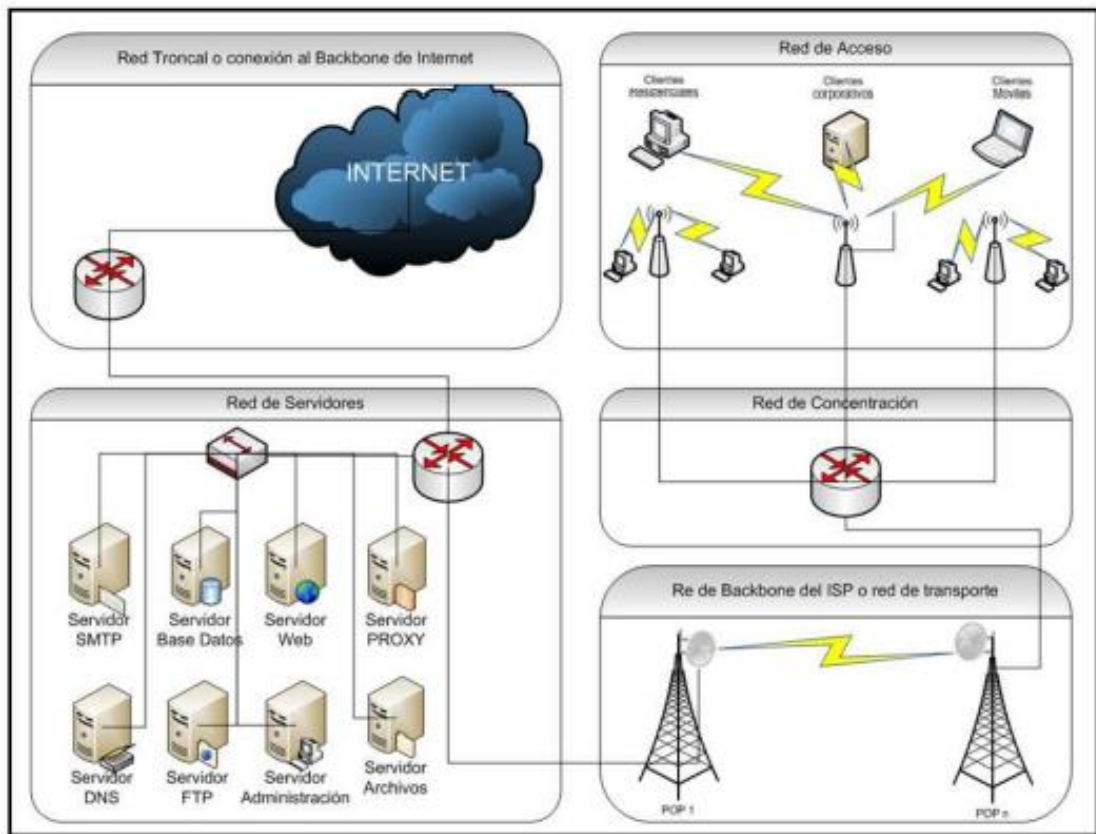 Red Troncal o conexión al Backbone de Internet
INTERNET
Red de Acceso
Clientes
Residenciales
Clientes
corporativos
Clientes
Moviles
Red de Servidores
Servidor
SMTP
Servidor
Base Datos
Servidor
Web
Servidor
PROXY
Servidor
DNS
Servidor
FTP
Servidor
Administración
Servidor
Archivos
Red de Concentración
Re de Backbone del ISP o red de transporte
POP 1
POP n